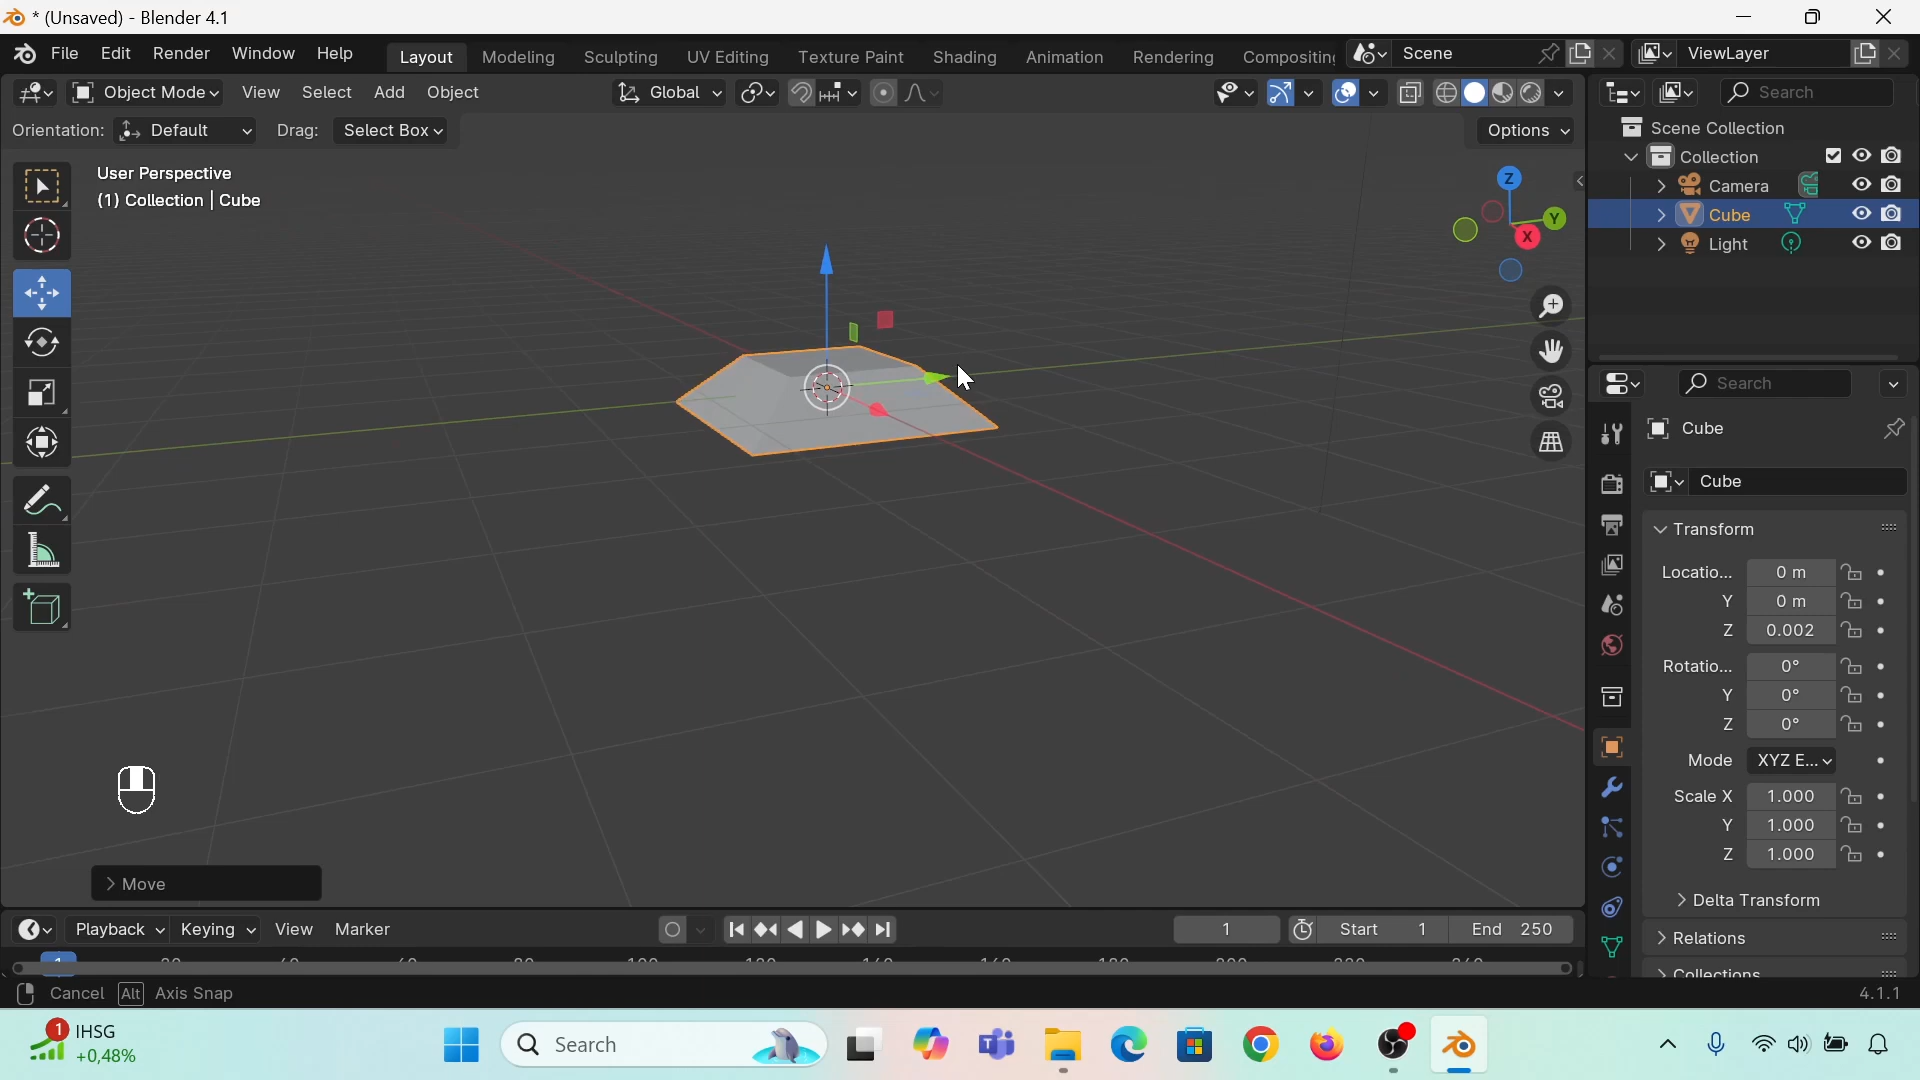 * (Unsaved) - Blender 4.1
File Edit Render Window Help
Layout Modeling Sculpting UV Editing Texture Paint Shading Animation Rendering Compositing
Scene
ViewLayer
Object Mode View Select Add Object
Global
Search
Orientation: Default Drag: Select Box
Options
User Perspective
(1) Collection | Cube
Z
Y
X
Scene Collection
Collection
Camera
Cube
Light
Search
Cube
Cube
Transform
Locatio... 0 m
Y 0 m
Z 0.002
Rotatio... 0°
Y 0°
Z 0°
Mode XYZ E...
Scale X 1.000
Y 1.000
Z 1.000
Delta Transform
Relations
Collections
Move
Playback Keying View Marker
1
Start 1
End 250
1
Cancel Alt Axis Snap
4.1.1
1 IHSG
+0,48%
Search